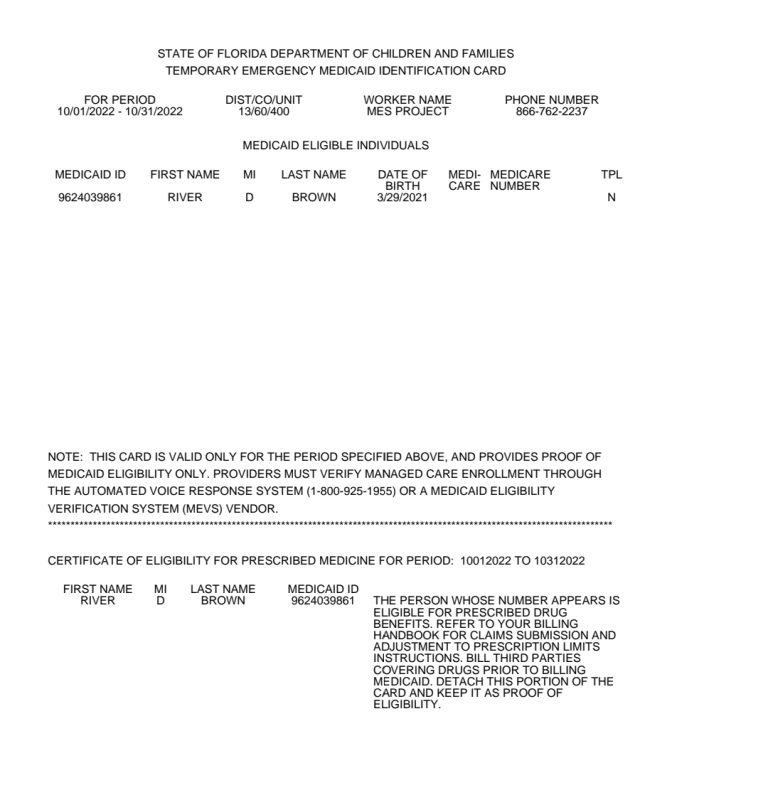 STATE OF FLORIDA DEPARTMENT OF CHILDREN AND FAMILIES
TEMPORARY EMERGENCY MEDICAID IDENTIFICATION CARD
FOR PERIOD DIST/CO/UNIT WORKER NAME PHONE NUMBER
10/01/2022 - 10/31/2022 13/60/400 MES PROJECT 866-762-2237
MEDICAID ELIGIBLE INDIVIDUALS
MEDICAID ID FIRST NAME MI LAST NAME DATE OF MEDI- MEDICARE TPL
BIRTH CARE NUMBER
9624039861 RIVER D BROWN 3/29/2021 N
NOTE: THIS CARD IS VALID ONLY FOR THE PERIOD SPECIFIED ABOVE, AND PROVIDES PROOF OF
MEDICAID ELIGIBILITY ONLY. PROVIDERS MUST VERIFY MANAGED CARE ENROLLMENT THROUGH
THE AUTOMATED VOICE RESPONSE SYSTEM (1-800-925-1955) OR A MEDICAID ELIGIBILITY
VERIFICATION SYSTEM (MEVS) VENDOR.
******************************************************************************************************************************
CERTIFICATE OF ELIGIBILITY FOR PRESCRIBED MEDICINE FOR PERIOD: 10012022 TO 10312022
FIRST NAME MI LAST NAME MEDICAID ID
RIVER D BROWN 9624039861 THE PERSON WHOSE NUMBER APPEARS IS
ELIGIBLE FOR PRESCRIBED DRUG
BENEFITS. REFER TO YOUR BILLING
HANDBOOK FOR CLAIMS SUBMISSION AND
ADJUSTMENT TO PRESCRIPTION LIMITS
INSTRUCTIONS. BILL THIRD PARTIES
COVERING DRUGS PRIOR TO BILLING
MEDICAID. DETACH THIS PORTION OF THE
CARD AND KEEP IT AS PROOF OF
ELIGIBILITY.